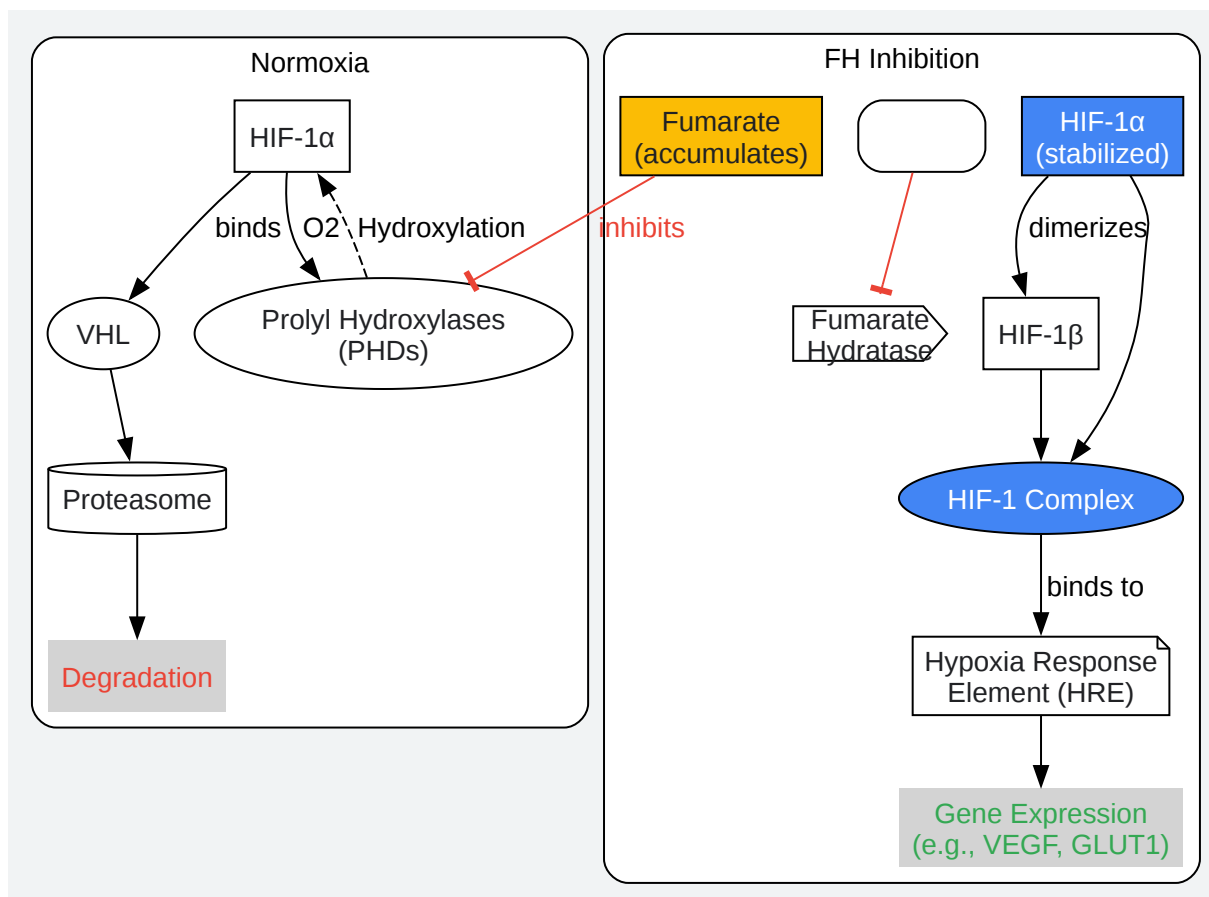 Normoxia
HIF-1α
binds
O2
Hydroxylation
VHL
Prolyl Hydroxylases
(PHDs)
Proteasome
Degradation
FH Inhibition
Fumarate
(accumulates)
inhibits
HIF-1α
(stabilized)
dimerizes
Fumarate
Hydratase
HIF-1β
HIF-1 Complex
binds to
Hypoxia Response
Element (HRE)
Gene Expression
(e.g., VEGF, GLUT1)